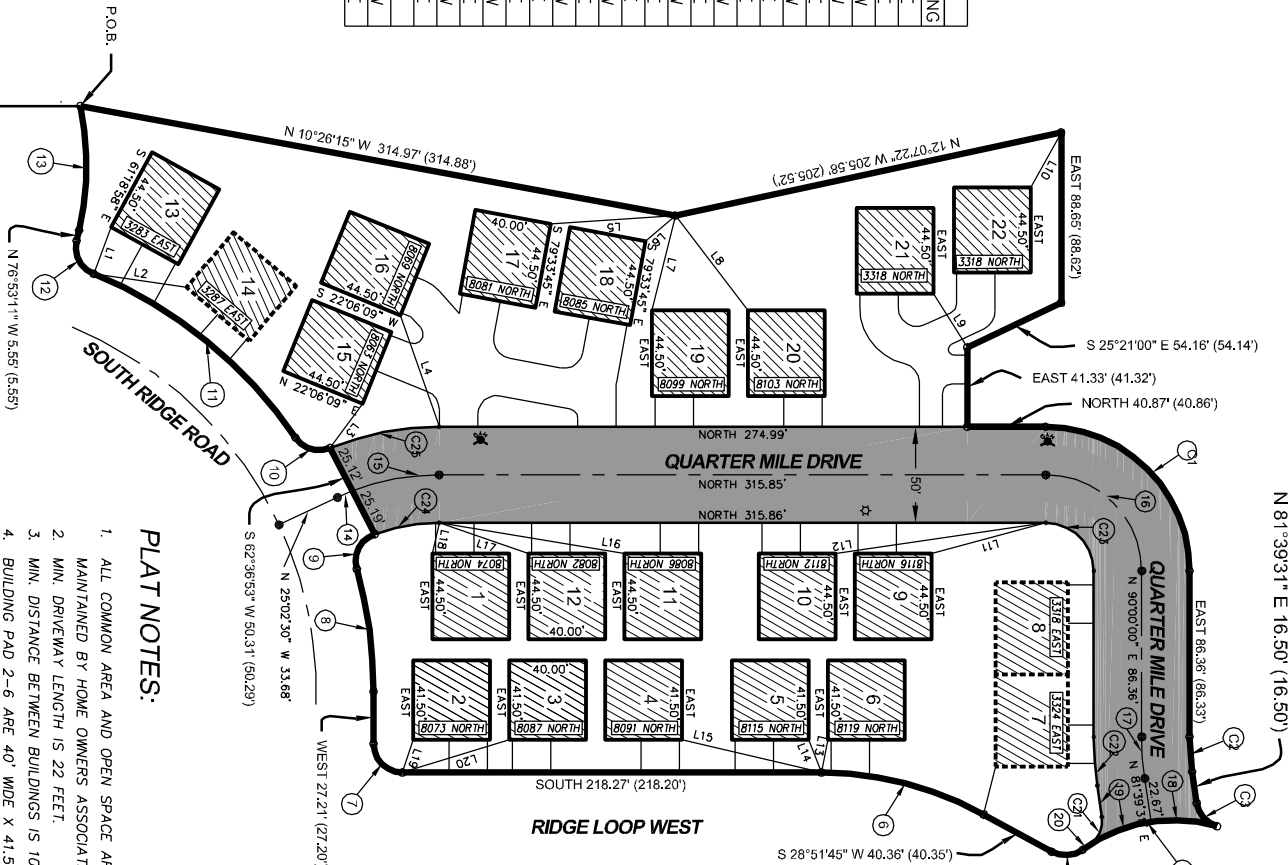 P.O.B.
N 10°26'15" W 314.97' (314.88')
N 12°07'22" W 205.58' (205.52')
EAST 88.65' (88.62')
S 25°21'00" E 54.16' (54.14')
EAST 41.33' (41.32')
NORTH 40.87' (40.86')
N 81°39'31" E 16.50' (16.50')
EAST 86.36' (86.33')
QUARTER MILE DRIVE
N 90°00'00" E 86.36'
22.67'
C1
C2
C3
16
17
18
19
20
C21
C22
C23
QUARTER MILE DRIVE
NORTH 274.99'
NORTH 315.85'
NORTH 315.86'
50'
C24
C25
15
14
25.12'
25.19'
S 62°36'53" W 50.31' (50.29')
N 25°02'30" W 33.68'
SOUTH RIDGE ROAD
N 76°53'11" W 5.55' (5.55')
13
12
11
10
9
8
7
6
WEST 27.21' (27.20')
SOUTH 218.27' (218.20')
RIDGE LOOP WEST
S 28°51'45" W 40.36' (40.35')
13
3283 EAST
44.50'
S 61°18'58" E
14
3287 EAST
15
8063 NORTH
44.50'
N 22°06'09" E
16
8069 NORTH
44.50'
S 22°06'09" W
17
8081 NORTH
40.00'
44.50'
S 79°33'45" E
18
8085 NORTH
44.50'
S 79°33'45" E
19
8099 NORTH
44.50'
EAST
20
8103 NORTH
44.50'
EAST
21
3318 NORTH
44.50'
EAST
22
3318 NORTH
44.50'
EAST
1
8074 NORTH
44.50'
EAST
12
8082 NORTH
44.50'
EAST
40.00'
11
8086 NORTH
44.50'
EAST
10
8112 NORTH
44.50'
EAST
9
8116 NORTH
44.50'
EAST
8
3318 EAST
7
3324 EAST
2
8073 NORTH
41.50'
EAST
3
8087 NORTH
40.00'
41.50'
EAST
4
8091 NORTH
41.50'
EAST
5
8115 NORTH
41.50'
EAST
6
8119 NORTH
41.50'
EAST
L1
L2
L3
L4
L5
L6
L7
L8
L9
L10
L11
L12
L13
L14
L15
L16
L17
L18
L19
L20
PLAT NOTES:
1. ALL COMMON AREA AND OPEN SPACE
MAINTAINED BY HOME OWNERS
2. MIN. DRIVEWAY LENGTH IS 22 FEET.
3. MIN. DISTANCE BETWEEN BUILDINGS IS
4. BUILDING PAD 2-6 ARE 40' WIDE X 41.5